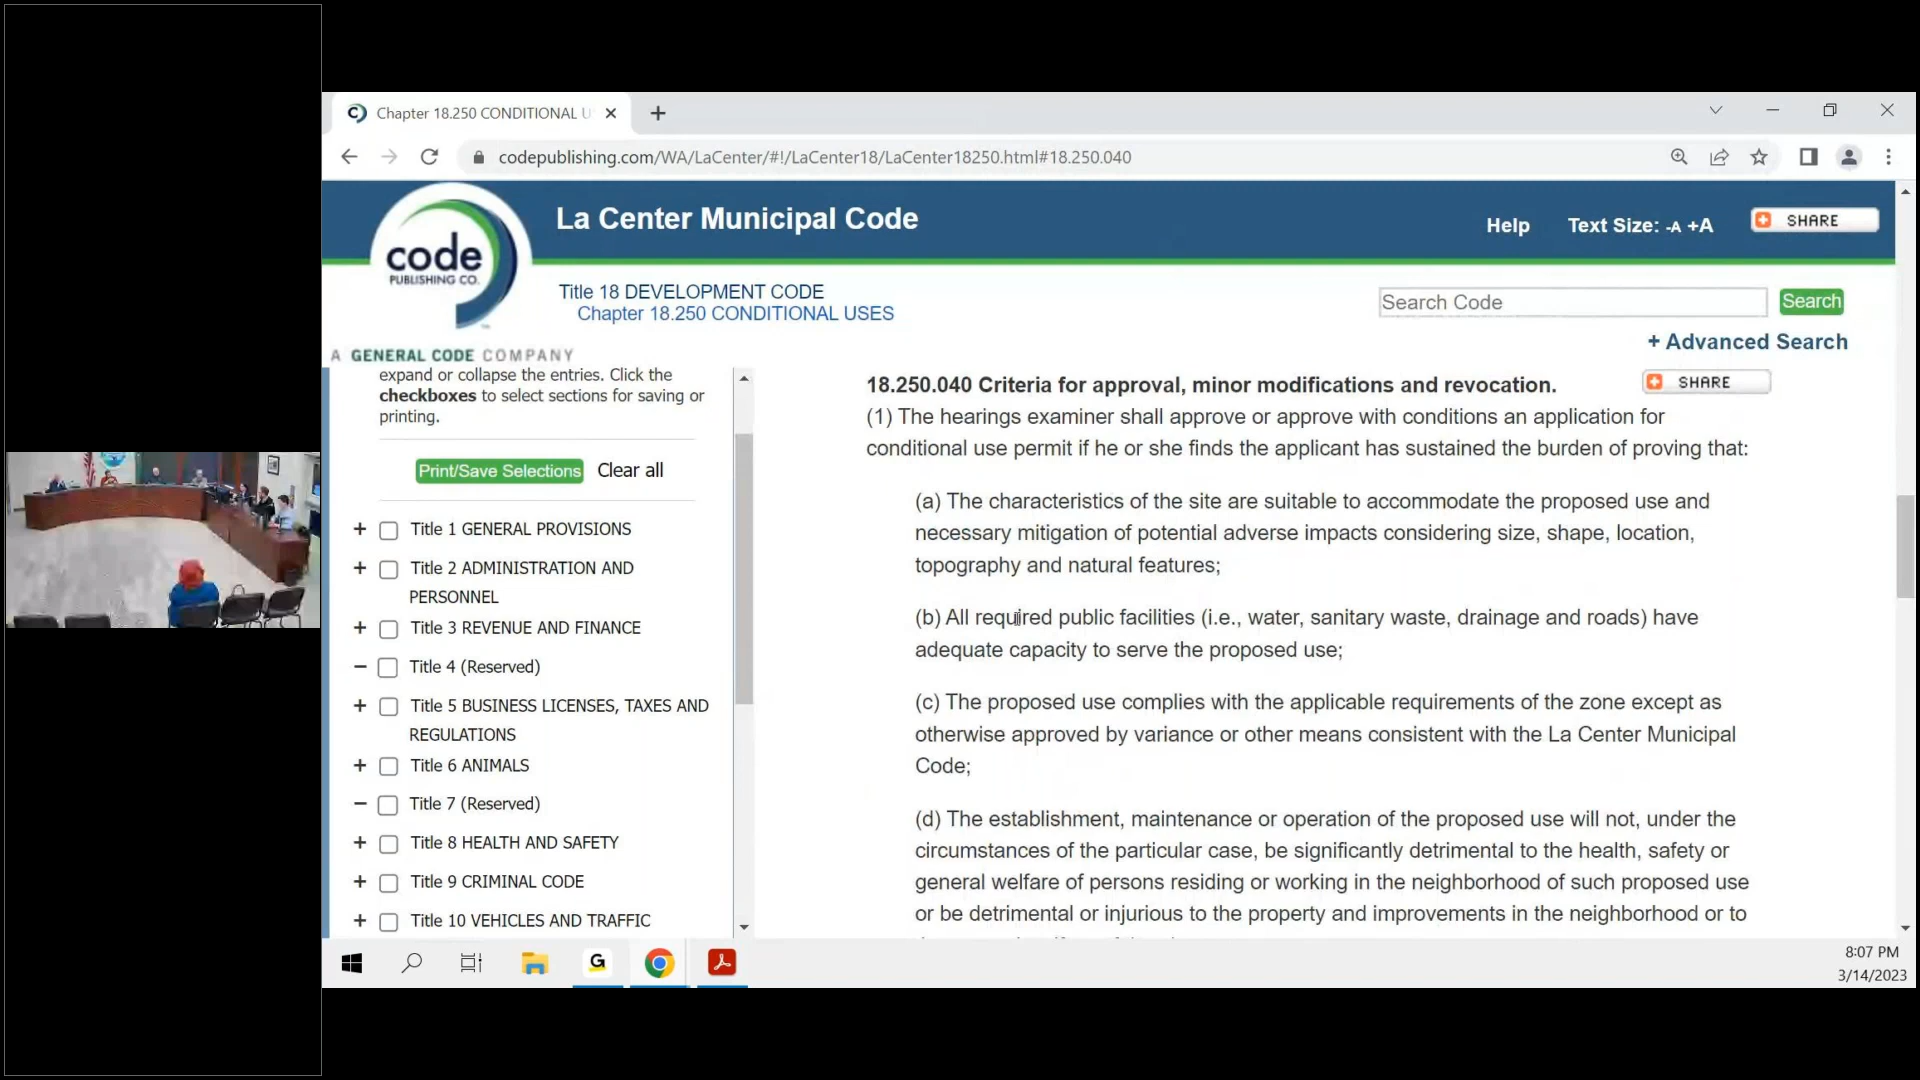 Chapter 18.250 CONDITIONAL U
codepublishing.com/WA/LaCenter/#!/LaCenter18/LaCenter18250.html#18.250.040
La Center Municipal Code
Help
Text Size: -A +A
SHARE
code
PUBLISHING CO.
A GENERAL CODE COMPANY
Title 18 DEVELOPMENT CODE
Chapter 18.250 CONDITIONAL USES
Search Code
Search
+ Advanced Search
expand or collapse the entries. Click the
checkboxes to select sections for saving or
printing.
Print/Save Selections Clear all
+ Title 1 GENERAL PROVISIONS
+ Title 2 ADMINISTRATION AND
PERSONNEL
+ Title 3 REVENUE AND FINANCE
− Title 4 (Reserved)
+ Title 5 BUSINESS LICENSES, TAXES AND
REGULATIONS
+ Title 6 ANIMALS
− Title 7 (Reserved)
+ Title 8 HEALTH AND SAFETY
+ Title 9 CRIMINAL CODE
+ Title 10 VEHICLES AND TRAFFIC
18.250.040 Criteria for approval, minor modifications and revocation.
SHARE
(1) The hearings examiner shall approve or approve with conditions an application for
conditional use permit if he or she finds the applicant has sustained the burden of proving that:
(a) The characteristics of the site are suitable to accommodate the proposed use and
necessary mitigation of potential adverse impacts considering size, shape, location,
topography and natural features;
(b) All required public facilities (i.e., water, sanitary waste, drainage and roads) have
adequate capacity to serve the proposed use;
(c) The proposed use complies with the applicable requirements of the zone except as
otherwise approved by variance or other means consistent with the La Center Municipal
Code;
(d) The establishment, maintenance or operation of the proposed use will not, under the
circumstances of the particular case, be significantly detrimental to the health, safety or
general welfare of persons residing or working in the neighborhood of such proposed use
or be detrimental or injurious to the property and improvements in the neighborhood or to
G
8:07 PM
3/14/2023